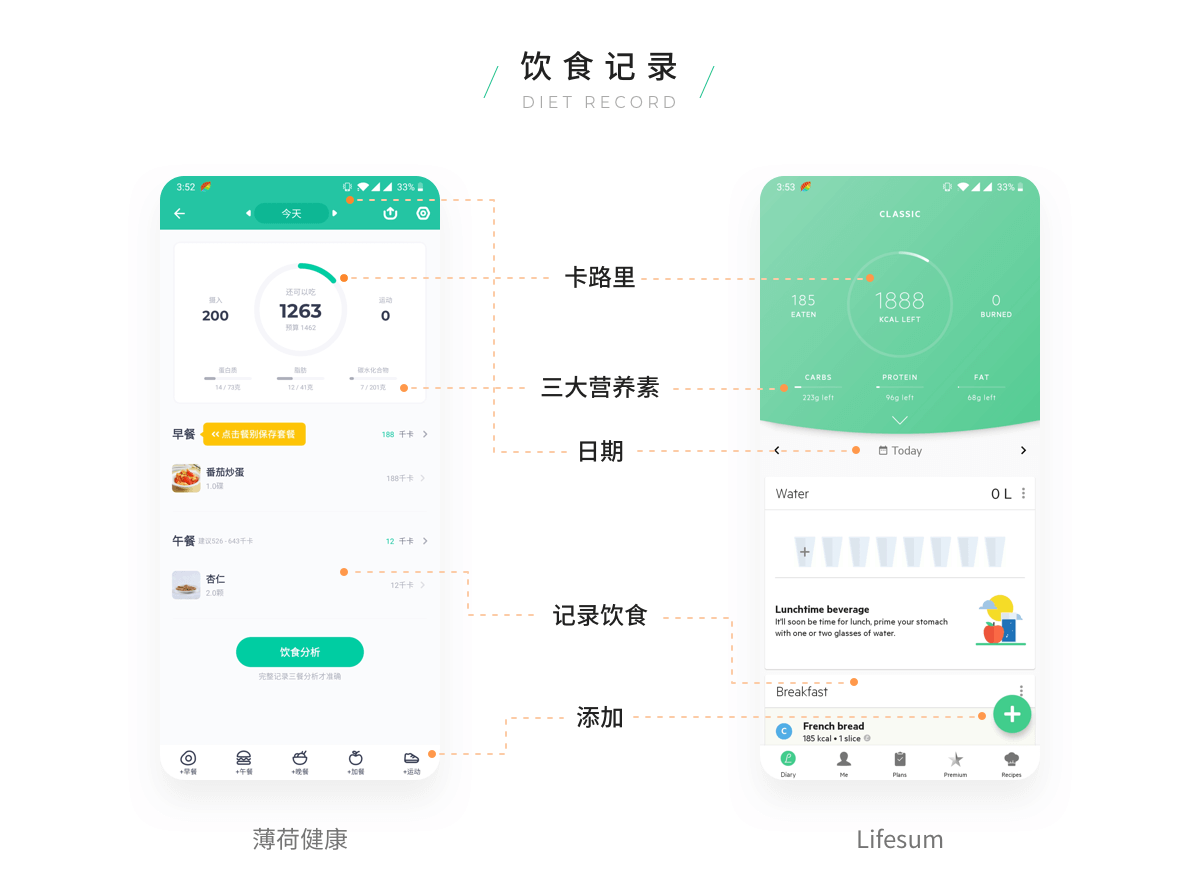 饮食记录
DIET RECORD
3:52
33%
今天
还可以吃
摄入
200
1263
运动
0
预算 1462
蛋白质
脂肪
碳水化合物
14 / 73克
12 / 41克
7 / 201克
早餐
点击餐别保存套餐
188 千卡
番茄炒蛋
1.0碟
188千卡
午餐
建议526 - 643千卡
12 千卡
杏仁
2.0颗
12千卡
饮食分析
完整记录三餐分析才准确
+早餐
+午餐
+晚餐
+加餐
+运动
薄荷健康
卡路里
三大营养素
日期
记录饮食
添加
3:53
33%
CLASSIC
185
EATEN
1888
KCAL LEFT
0
BURNED
CARBS
PROTEIN
FAT
223g left
96g left
68g left
Today
Water
0 L
Lunchtime beverage
It'll soon be time for lunch, prime your stomach
with one or two glasses of water.
Breakfast
C
French bread
185 kcal • 1 slice
Diary
Me
Plans
Premium
Recipes
Lifesum